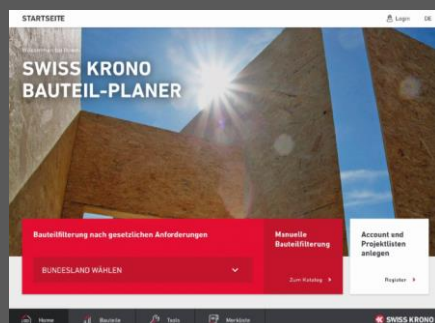 STARTSEITE
Login
DE
SWISS KRONO
BAUTEIL-PLANER
Bauteilfilterung nach gesetzlichen Anforderungen
BUNDESLAND WÄHLEN
Manuelle
Bauteilfilterung
Zum Katalog
Account und
Projektlisten
anlegen
Register
Home
Bauteile
Tools
Merkliste
SWISS KRONO